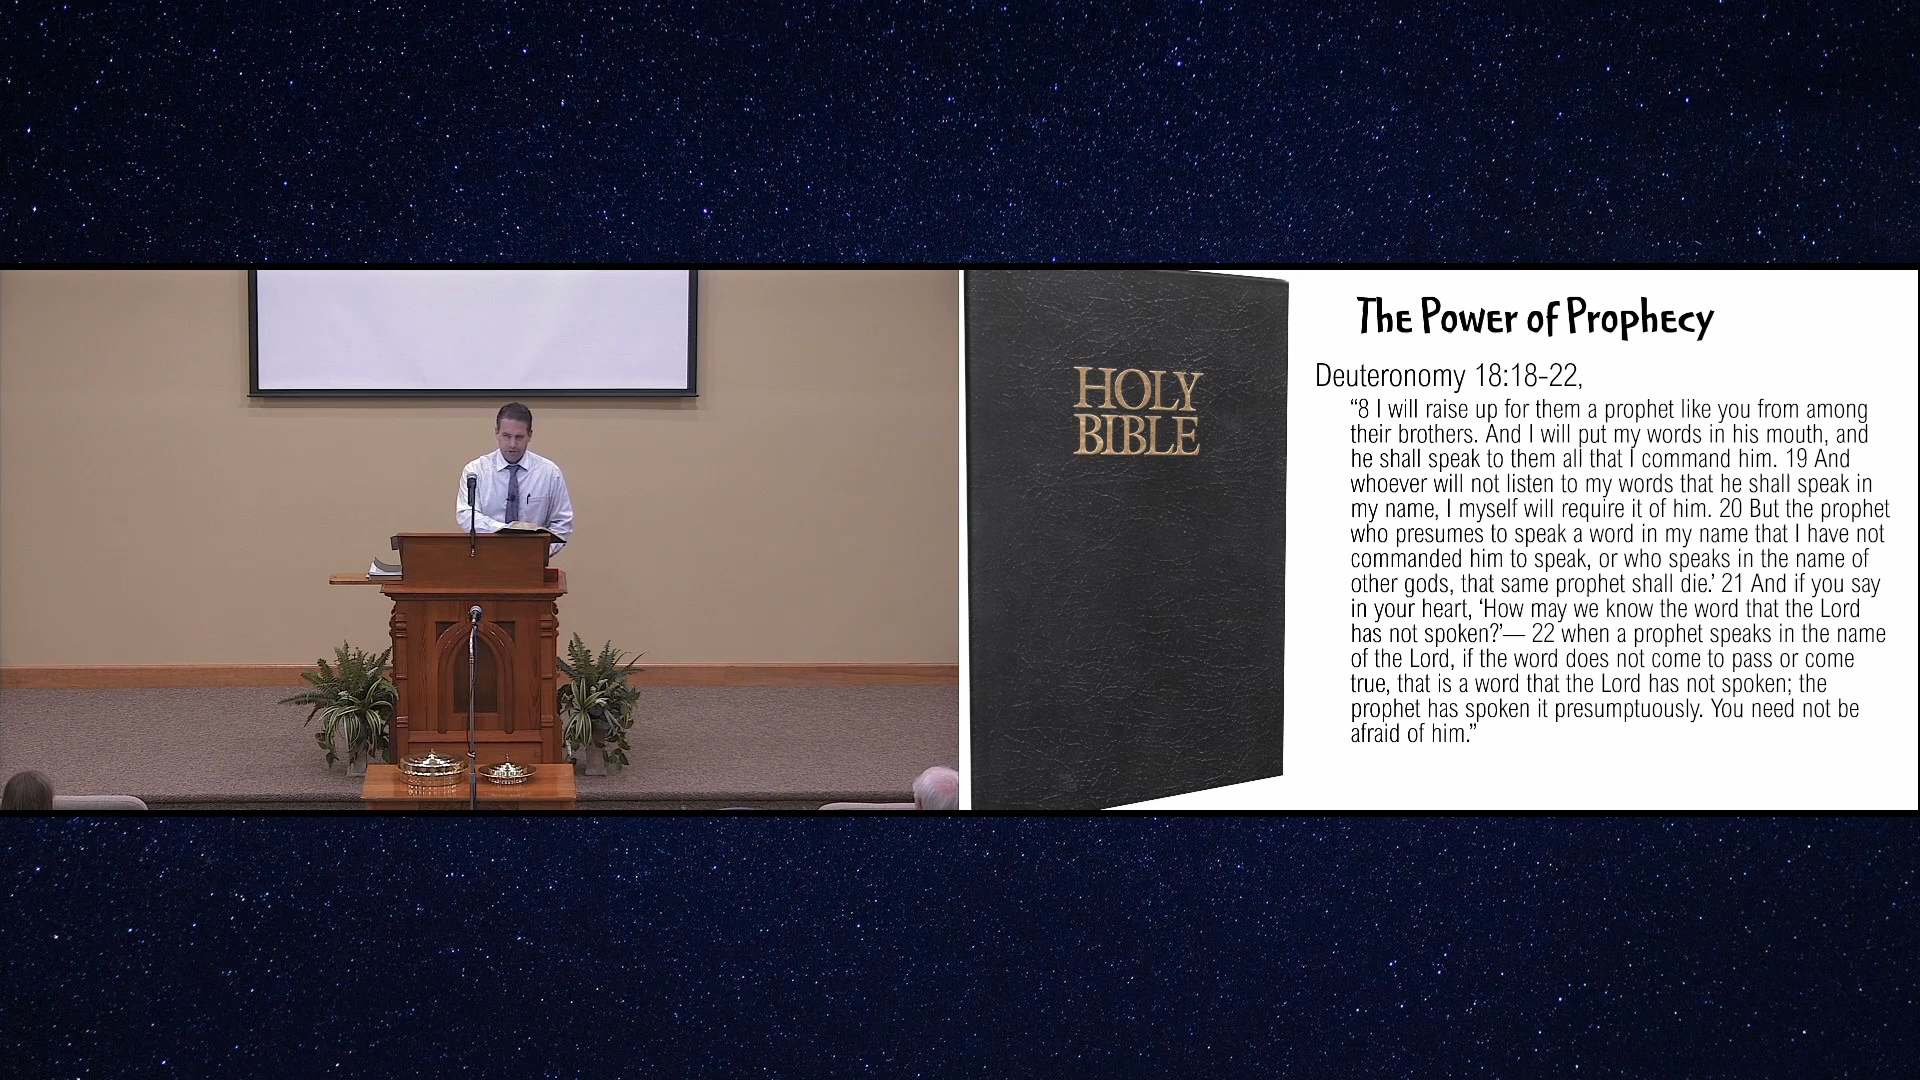 HOLY
BIBLE
The Power of Prophecy
Deuteronomy 18:18-22,
“8 I will raise up for them a prophet like you from among
their brothers. And I will put my words in his mouth, and
he shall speak to them all that I command him. 19 And
whoever will not listen to my words that he shall speak in
my name, I myself will require it of him. 20 But the prophet
who presumes to speak a word in my name that I have not
commanded him to speak, or who speaks in the name of
other gods, that same prophet shall die.’ 21 And if you say
in your heart, ‘How may we know the word that the Lord
has not spoken?’— 22 when a prophet speaks in the name
of the Lord, if the word does not come to pass or come
true, that is a word that the Lord has not spoken; the
prophet has spoken it presumptuously. You need not be
afraid of him.”